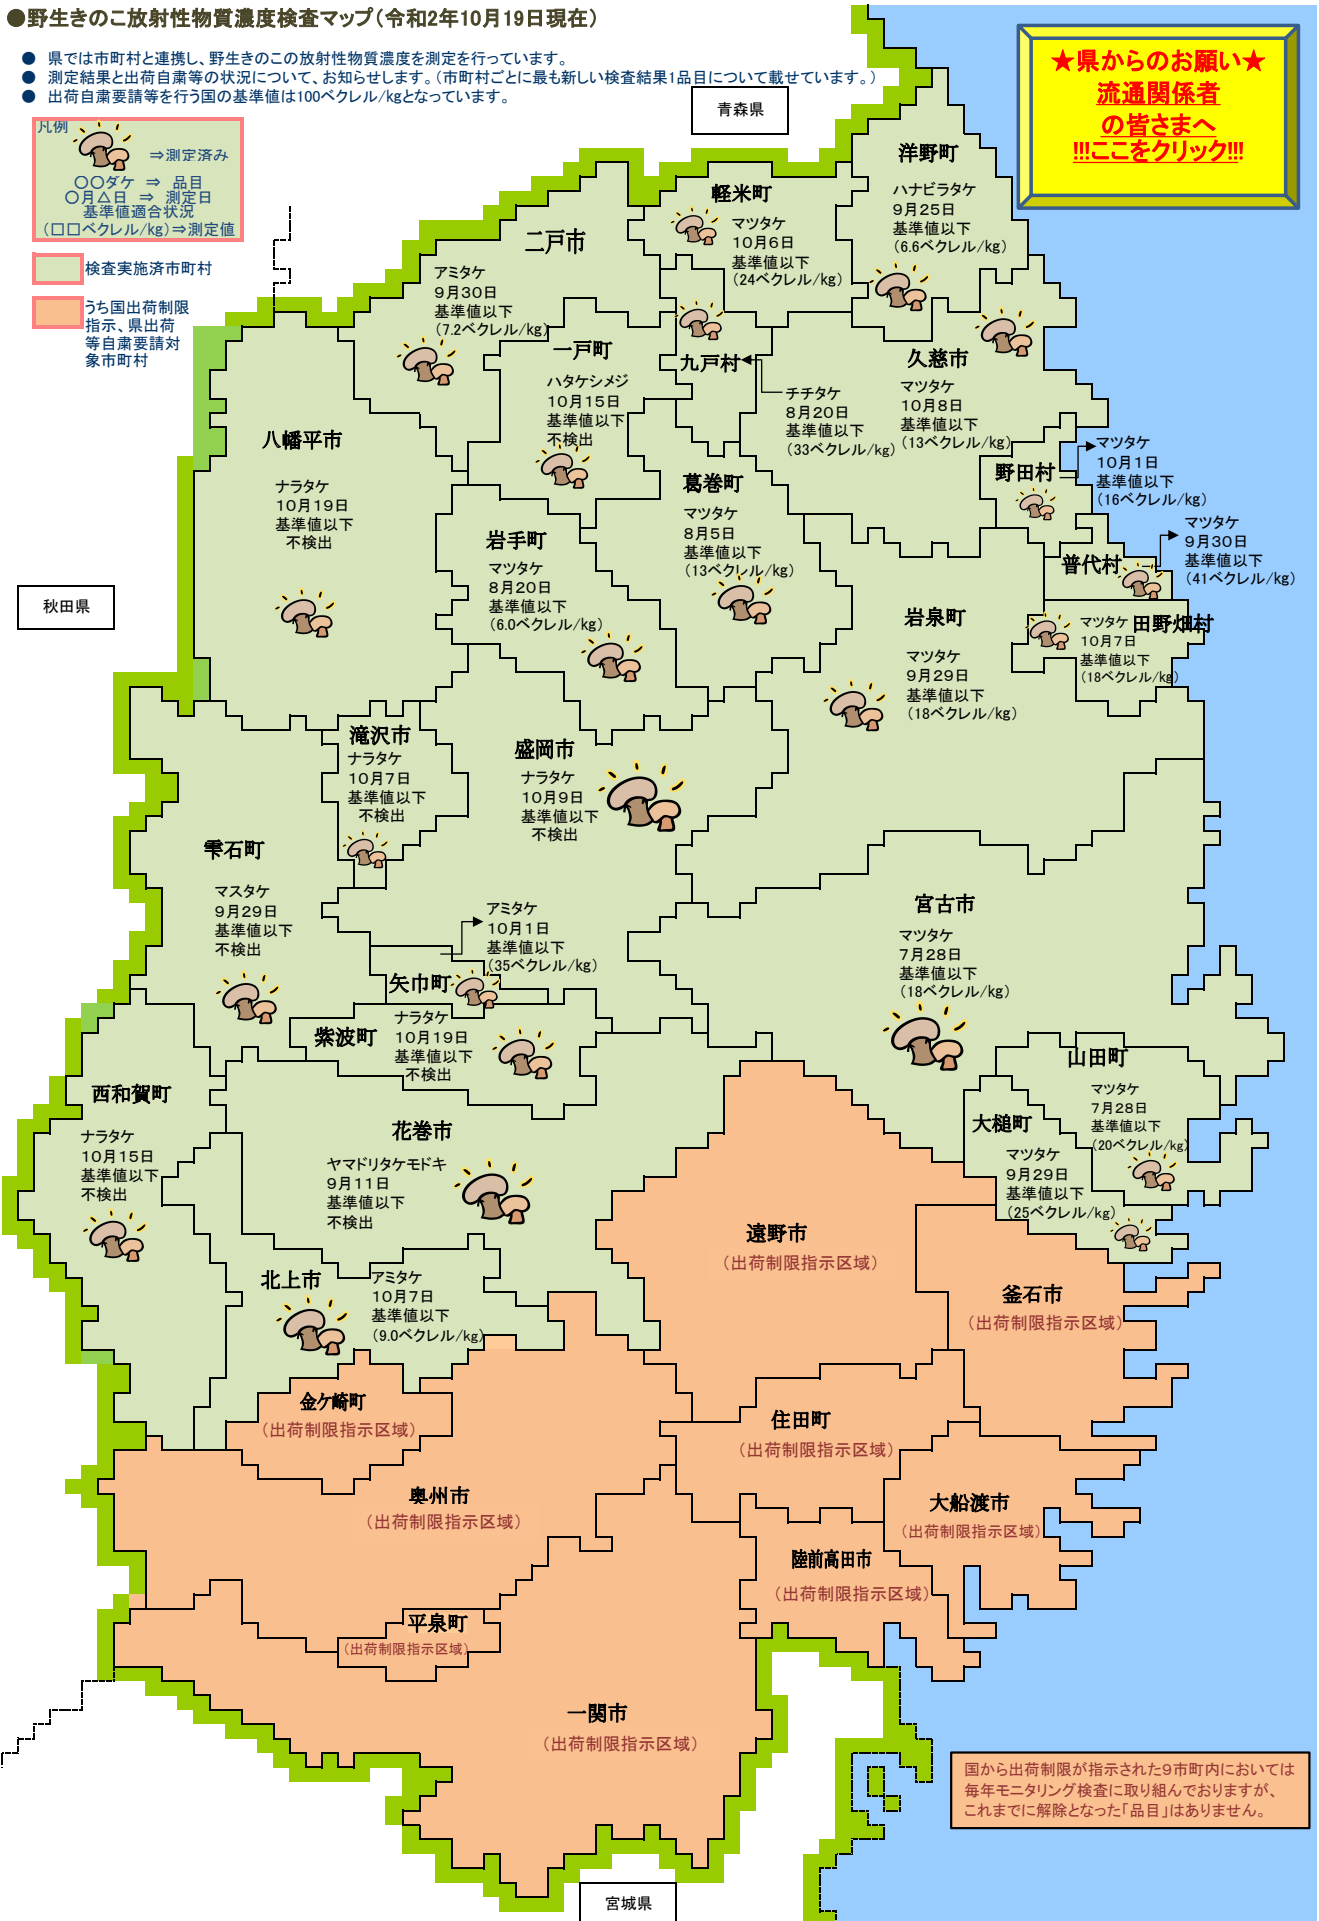 ●野生きのこ放射性物質濃度検査マップ（令和2年10月19日現在）
● 県では市町村と連携し、野生きのこの放射性物質濃度を測定を行っています。
● 測定結果と出荷自粛等の状況について、お知らせします。（市町村ごとに最も新しい検査結果1品目について載せています。）
● 出荷自粛要請等を行う国の基準値は100ベクレル/kgとなっています。
★県からのお願い★
流通関係者
の皆さまへ
!!!ここをクリック!!!
凡例
⇒測定済み
〇〇ダケ ⇒ 品目
〇月△日 ⇒ 測定日
基準値適合状況
(□□ベクレル/kg)⇒測定値
検査実施済市町村
うち国出荷制限
指示、県出荷
等自粛要請対
象市町村
青森県
洋野町
ハナビラタケ
9月25日
基準値以下
(6.6ベクレル/kg)
軽米町
マツタケ
10月6日
基準値以下
(24ベクレル/kg)
二戸市
アミタケ
9月30日
基準値以下
(7.2ベクレル/kg)
一戸町
ハタケシメジ
10月15日
基準値以下
不検出
九戸村
チチタケ
8月20日
基準値以下
(33ベクレル/kg)
久慈市
マツタケ
10月8日
基準値以下
(13ベクレル/kg)
八幡平市
ナラタケ
10月19日
基準値以下
不検出
野田村
マツタケ
10月1日
基準値以下
(16ベクレル/kg)
葛巻町
マツタケ
8月5日
基準値以下
(13ベクレル/kg)
岩手町
マツタケ
8月20日
基準値以下
(6.0ベクレル/kg)
普代村
マツタケ
9月30日
基準値以下
(41ベクレル/kg)
秋田県
岩泉町
マツタケ
9月29日
基準値以下
(18ベクレル/kg)
田野畑村
マツタケ
10月7日
基準値以下
(18ベクレル/kg)
滝沢市
ナラタケ
10月7日
基準値以下
不検出
盛岡市
ナラタケ
10月9日
基準値以下
不検出
雫石町
マスタケ
9月29日
基準値以下
不検出
宮古市
マツタケ
7月28日
基準値以下
(18ベクレル/kg)
矢巾町
アミタケ
10月1日
基準値以下
(35ベクレル/kg)
紫波町
ナラタケ
10月19日
基準値以下
不検出
山田町
マツタケ
7月28日
基準値以下
(20ベクレル/kg)
西和賀町
ナラタケ
10月15日
基準値以下
不検出
花巻市
ヤマドリタケモドキ
9月11日
基準値以下
不検出
大槌町
マツタケ
9月29日
基準値以下
(25ベクレル/kg)
遠野市
（出荷制限指示区域）
北上市
アミタケ
10月7日
基準値以下
(9.0ベクレル/kg)
釜石市
（出荷制限指示区域）
金ケ崎町
（出荷制限指示区域）
住田町
（出荷制限指示区域）
奥州市
（出荷制限指示区域）
大船渡市
（出荷制限指示区域）
陸前高田市
（出荷制限指示区域）
平泉町
（出荷制限指示区域）
一関市
（出荷制限指示区域）
国から出荷制限が指示された9市町内においては
毎年モニタリング検査に取り組んでおりますが、
これまでに解除となった「品目」はありません。
宮城県